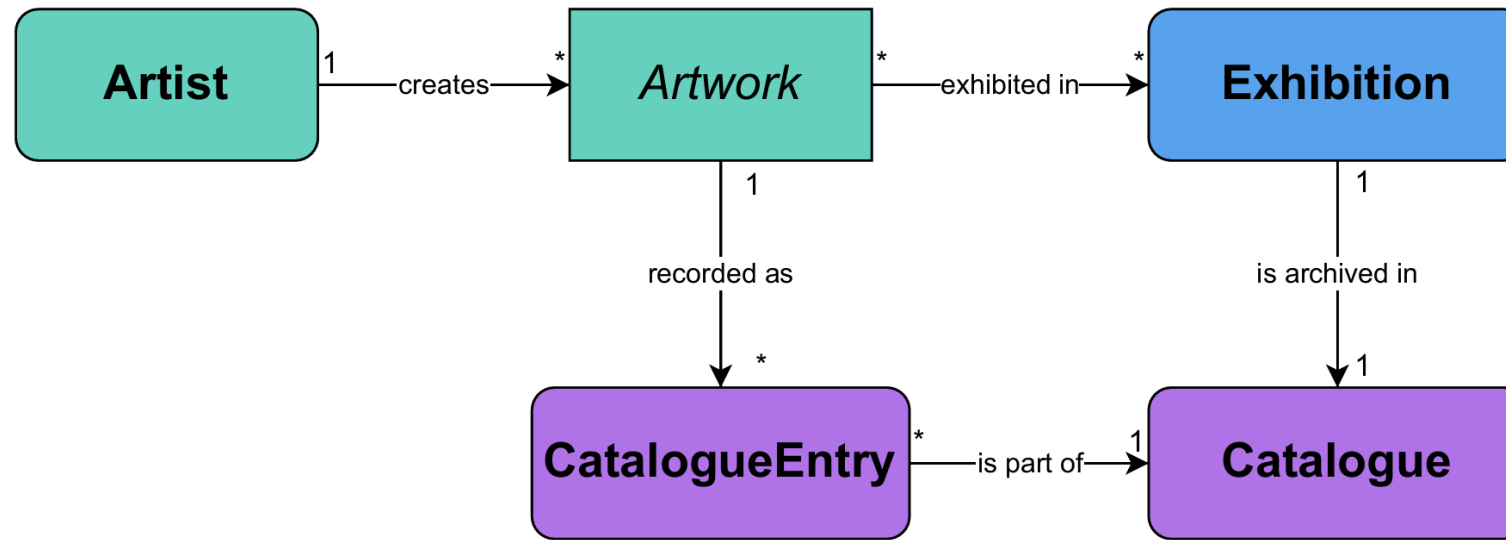 Artist
1
creates
*
Artwork
*
exhibited in
*
Exhibition
1
recorded as
*
1
is archived in
1
CatalogueEntry
*
is part of
1
Catalogue